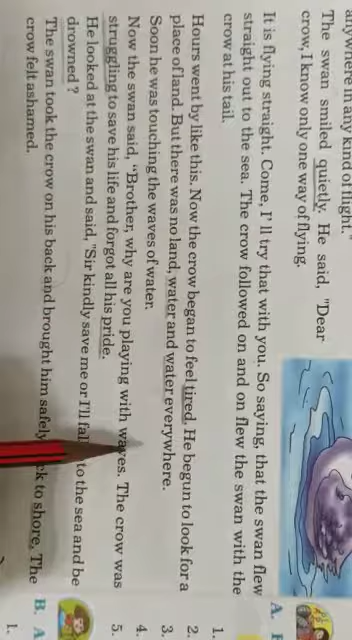 anywhere in any kind of flight."
The swan smiled quietly. He said, "Dear
crow, I know only one way of flying.
It is flying straight. Come, I' ll try that with you. So saying, that the swan flew
straight out to the sea. The crow followed on and on flew the swan with the
crow at his tail.
Hours went by like this. Now the crow began to feel tired. He begun to look for a
place of land. But there was no land, water and water everywhere.
Soon he was touching the waves of water.
Now the swan said, "Brother, why are you playing with waves. The crow was
struggling to save his life and forgot all his pride.
He looked at the swan and said, "Sir kindly save me or I'll fall to the sea and be
drowned ?
The swan took the crow on his back and brought him safely to shore. The
crow felt ashamed.
A.
1.
2.
3.
4.
5.
B. A
1.